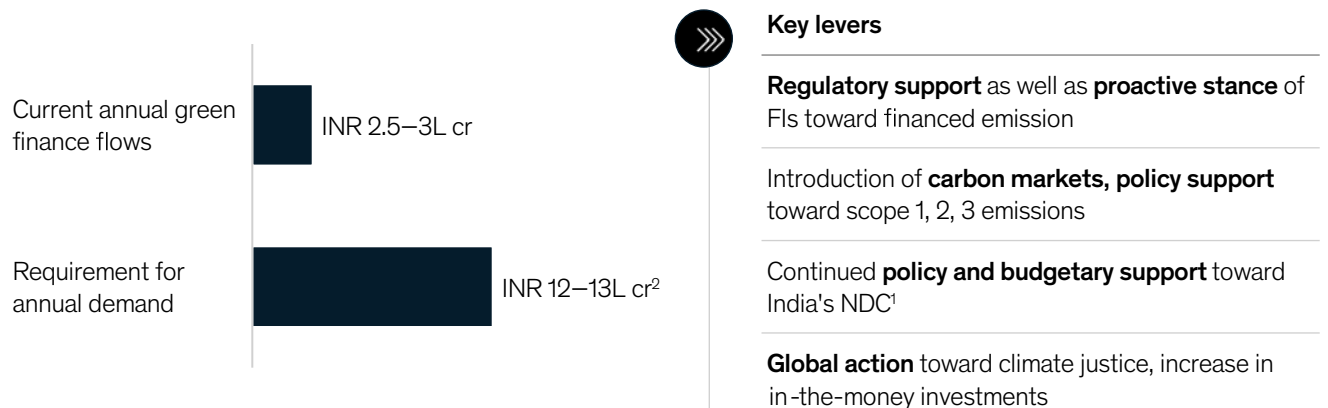 Current annual green
finance flows
INR 2.5–3L cr
Requirement for
annual demand
INR 12–13L cr²
Key levers
Regulatory support as well as proactive stance of
FIs toward financed emission
Introduction of carbon markets, policy support
toward scope 1, 2, 3 emissions
Continued policy and budgetary support toward
India's NDC¹
Global action toward climate justice, increase in
in-the-money investments